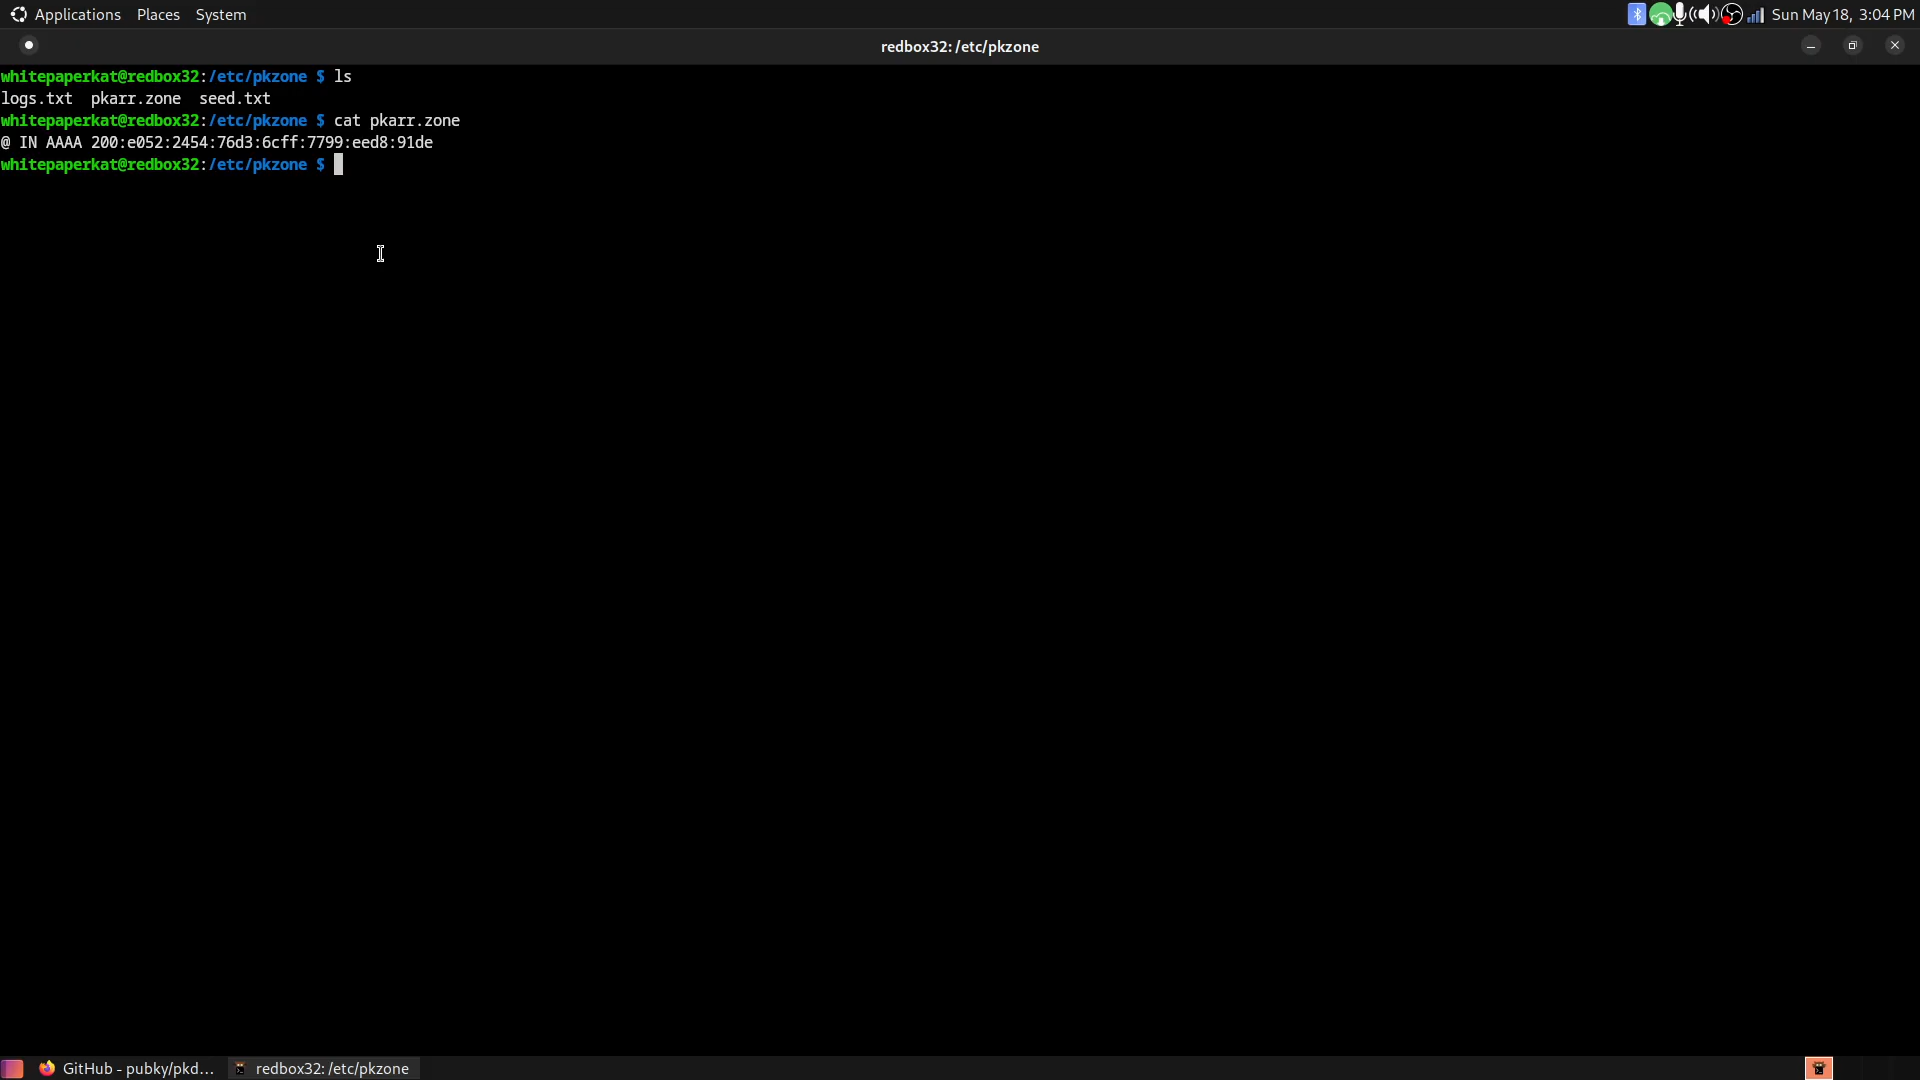 Applications Places System
Sun May 18, 3:04 PM
redbox32: /etc/pkzone
whitepaperkat@redbox32:/etc/pkzone $ ls
logs.txt  pkarr.zone  seed.txt
whitepaperkat@redbox32:/etc/pkzone $ cat pkarr.zone
@ IN AAAA 200:e052:2454:76d3:6cff:7799:eed8:91de
whitepaperkat@redbox32:/etc/pkzone $
GitHub - pubky/pkd...
redbox32: /etc/pkzone